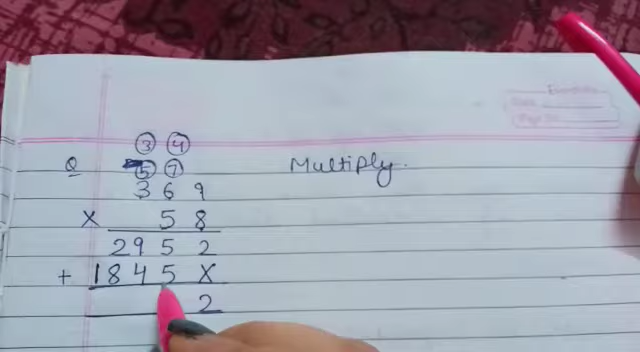 ③ ④
Q ⑤ ⑦ Multiply.
3 6 9
X 5 8
2 9 5 2
+ 1 8 4 5 X
2